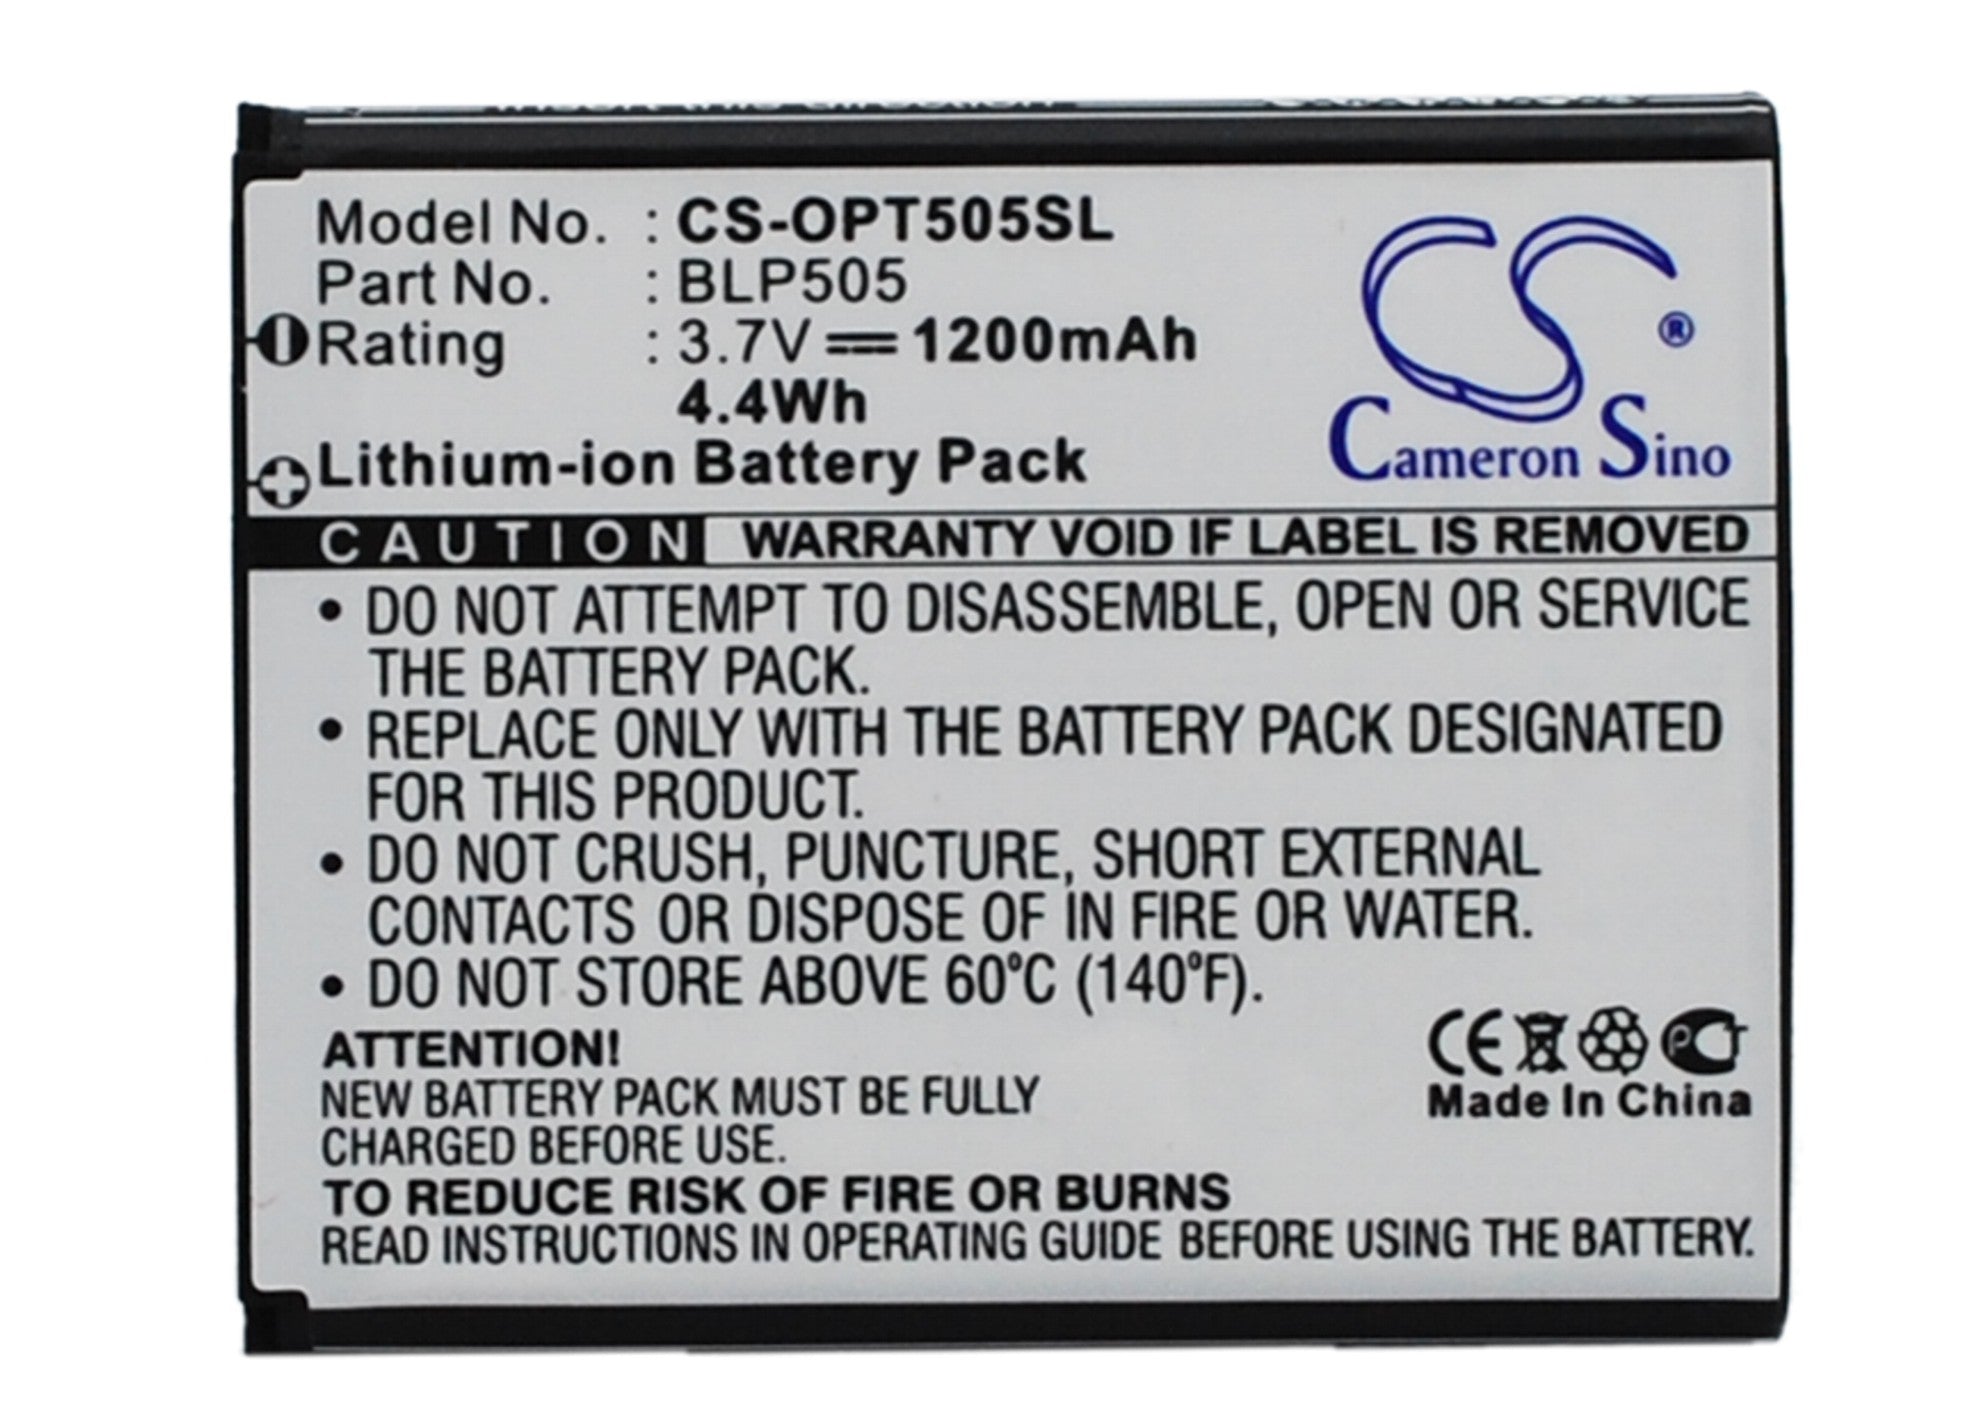 Model No. : CS-OPT505SL
Part No. : BLP505
Rating : 3.7V 1200mAh
4.4Wh
Lithium-ion Battery Pack
CS ®
Cameron Sino
CAUTION WARRANTY VOID IF LABEL IS REMOVED
• DO NOT ATTEMPT TO DISASSEMBLE, OPEN OR SERVICE
THE BATTERY PACK.
• REPLACE ONLY WITH THE BATTERY PACK DESIGNATED
FOR THIS PRODUCT.
• DO NOT CRUSH, PUNCTURE, SHORT EXTERNAL
CONTACTS OR DISPOSE OF IN FIRE OR WATER.
• DO NOT STORE ABOVE 60°C (140°F).
ATTENTION!
NEW BATTERY PACK MUST BE FULLY
CHARGED BEFORE USE.
CE PCT
Made In China
TO REDUCE RISK OF FIRE OR BURNS
READ INSTRUCTIONS IN OPERATING GUIDE BEFORE USING THE BATTERY.